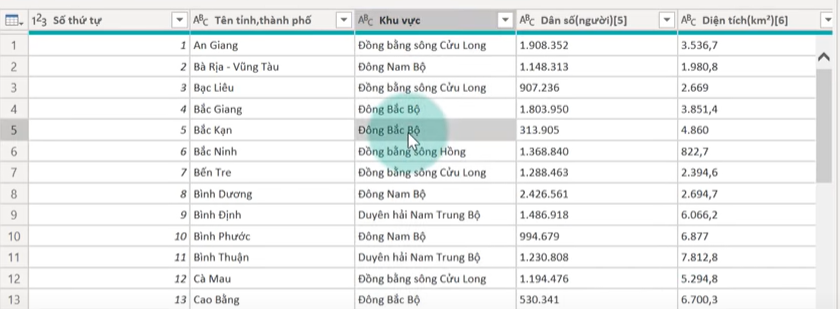 1²3 Số thứ tự ABC Tên tỉnh,thành phố ABC Khu vực ABC Dân số(người)[5] ABC Diện tích(km²)[6]
1 1 An Giang Đồng bằng sông Cửu Long 1.908.352 3.536,7
2 2 Bà Rịa - Vũng Tàu Đông Nam Bộ 1.148.313 1.980,8
3 3 Bạc Liêu Đồng bằng sông Cửu Long 907.236 2.669
4 4 Bắc Giang Đông Bắc Bộ 1.803.950 3.851,4
5 5 Bắc Kạn Đông Bắc Bộ 313.905 4.860
6 6 Bắc Ninh Đồng bằng sông Hồng 1.368.840 822,7
7 7 Bến Tre Đồng bằng sông Cửu Long 1.288.463 2.394,6
8 8 Bình Dương Đông Nam Bộ 2.426.561 2.694,7
9 9 Bình Định Duyên hải Nam Trung Bộ 1.486.918 6.066,2
10 10 Bình Phước Đông Nam Bộ 994.679 6.877
11 11 Bình Thuận Duyên hải Nam Trung Bộ 1.230.808 7.812,8
12 12 Cà Mau Đồng bằng sông Cửu Long 1.194.476 5.294,8
13 13 Cao Bằng Đông Bắc Bộ 530.341 6.700,3